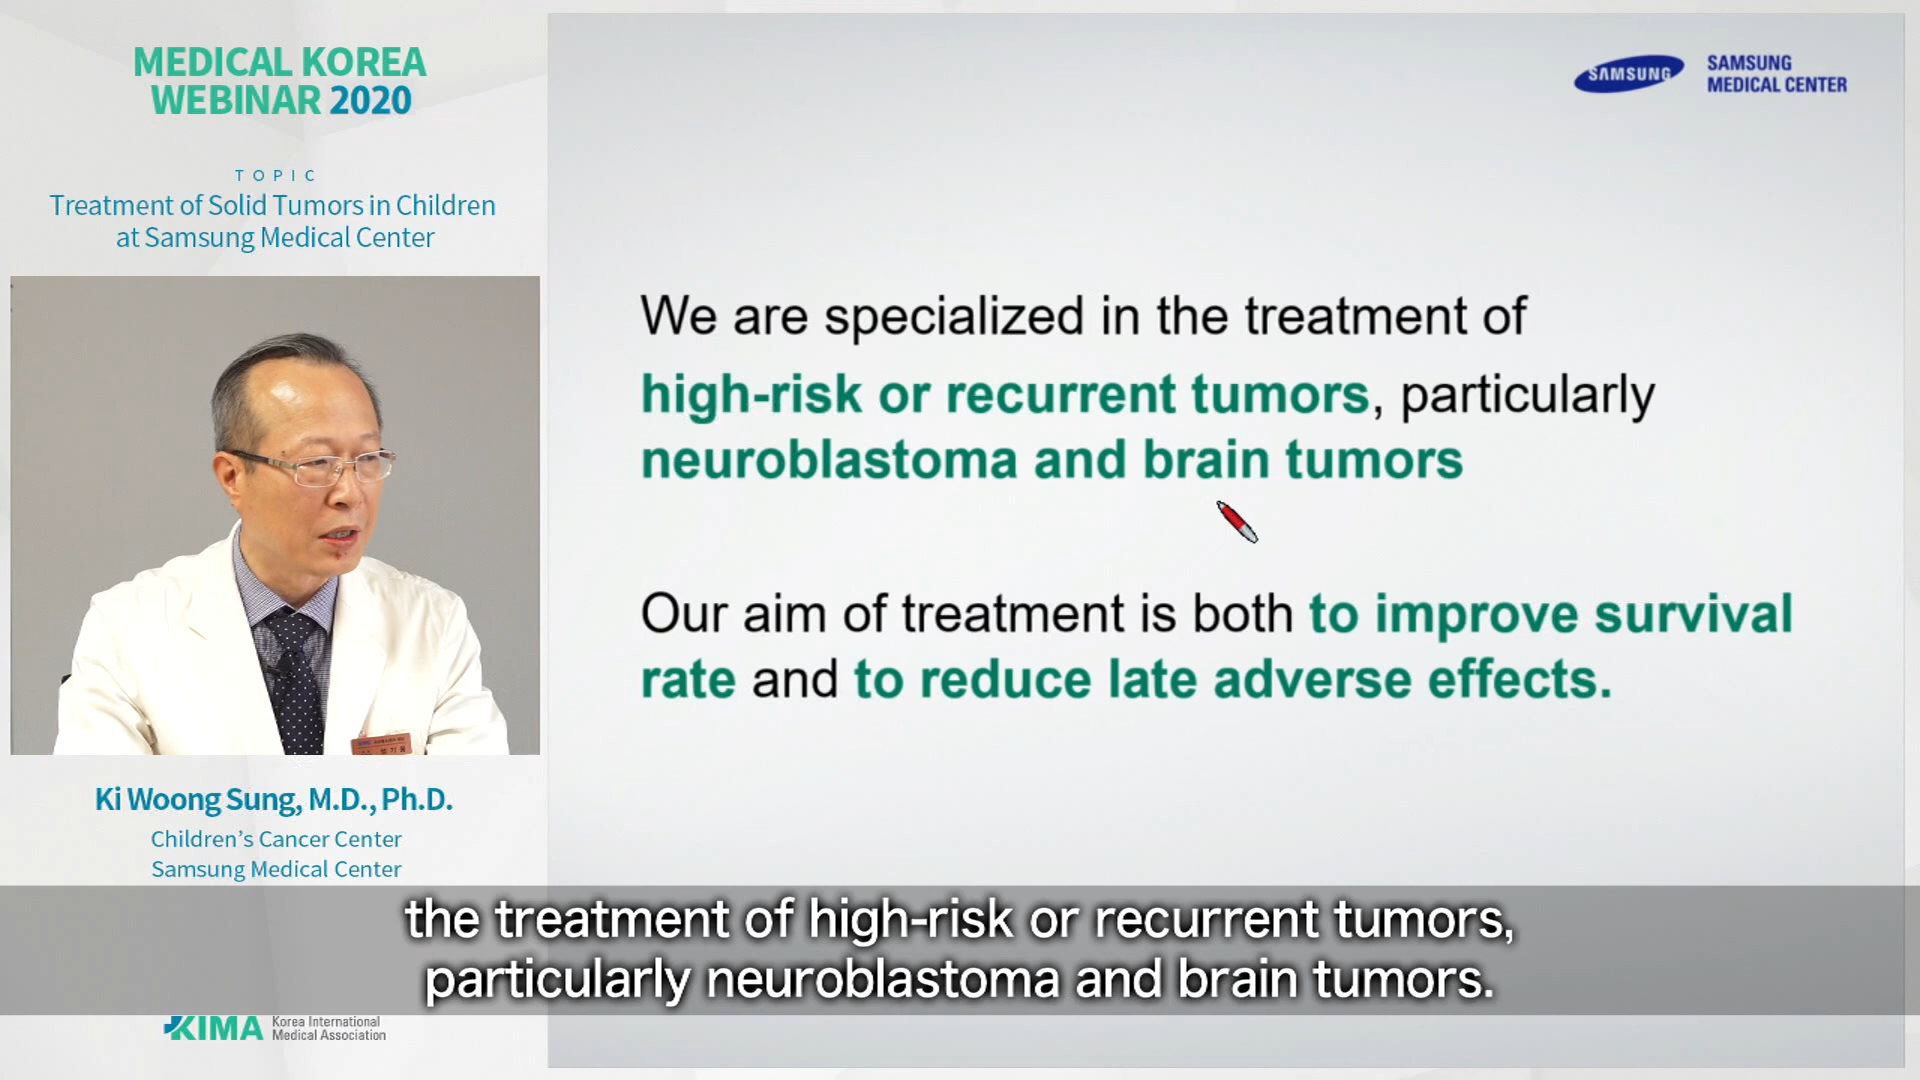 MEDICAL KOREA
WEBINAR 2020
TOPIC
Treatment of Solid Tumors in Children
at Samsung Medical Center
Ki Woong Sung, M.D., Ph.D.
Children's Cancer Center
Samsung Medical Center
SAMSUNG
SAMSUNG
MEDICAL CENTER
We are specialized in the treatment of
high-risk or recurrent tumors, particularly
neuroblastoma and brain tumors
Our aim of treatment is both to improve survival
rate and to reduce late adverse effects.
the treatment of high-risk or recurrent tumors,
particularly neuroblastoma and brain tumors.
KIMA
Korea International
Medical Association